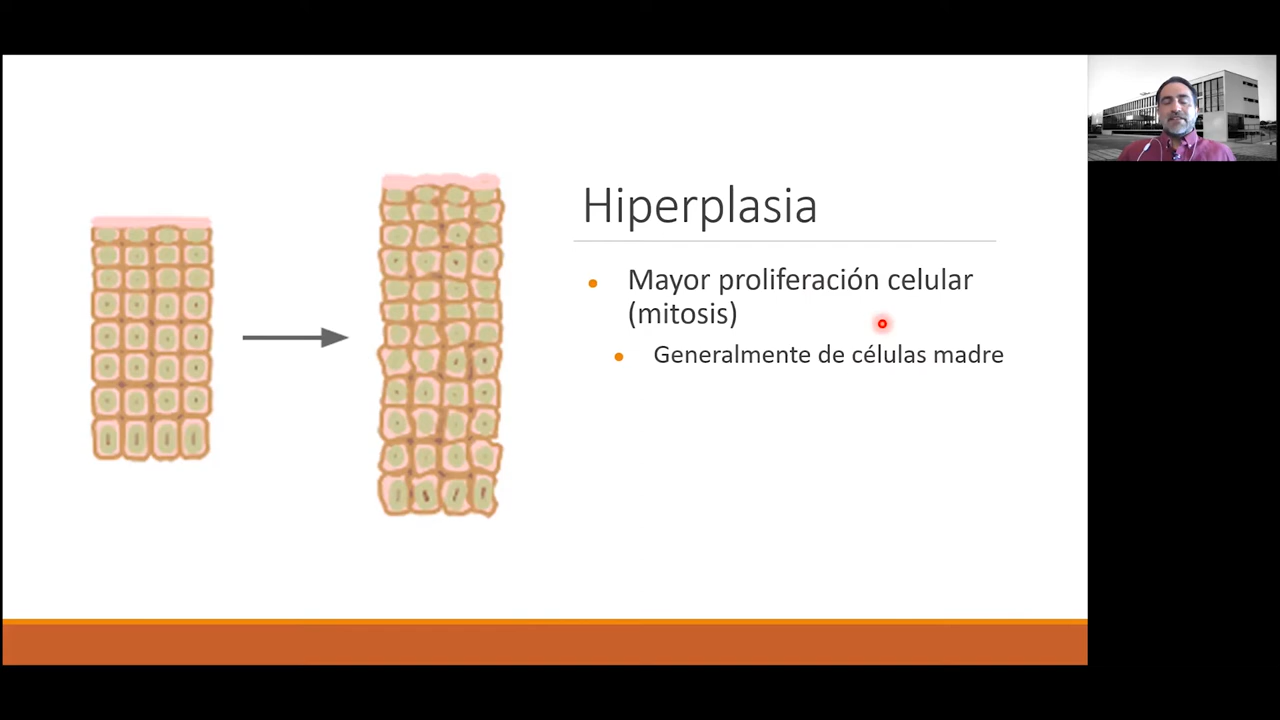 Hiperplasia
Mayor proliferación celular
(mitosis)
Generalmente de células madre